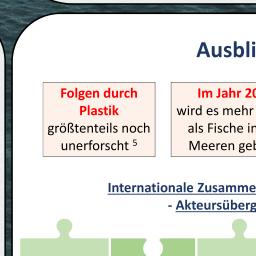 Ausbli
Folgen durch
Plastik
größtenteils noch
unerforscht 5
Im Jahr 20
wird es mehr
als Fische in
Meeren geb
Internationale Zusamme
- Akteursüberg